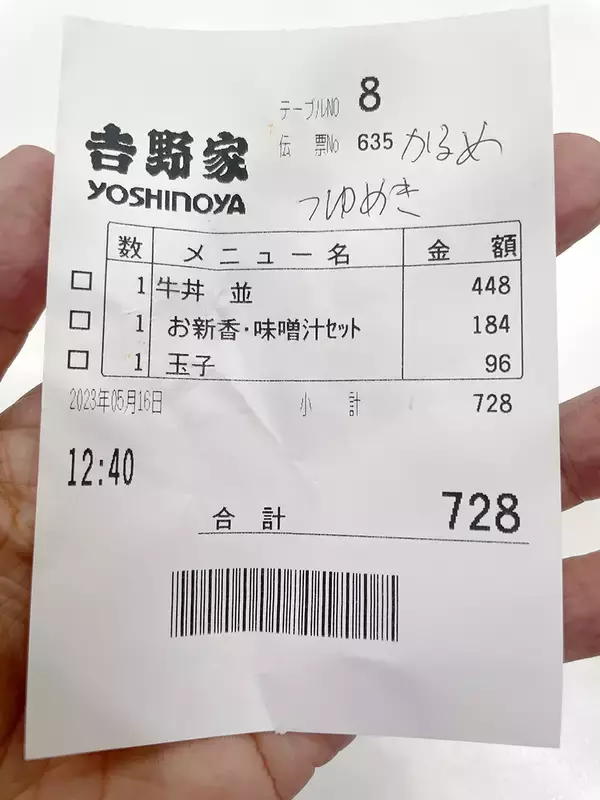 テーブルNO 8
吉野家 伝 票No 635 かるめ
YOSHINOYA つゆめき
数 メニュー名 金 額
1 牛丼 並 448
1 お新香・味噌汁セット 184
1 玉子 96
2023年05月16日 小 計 728
12:40
合 計 728